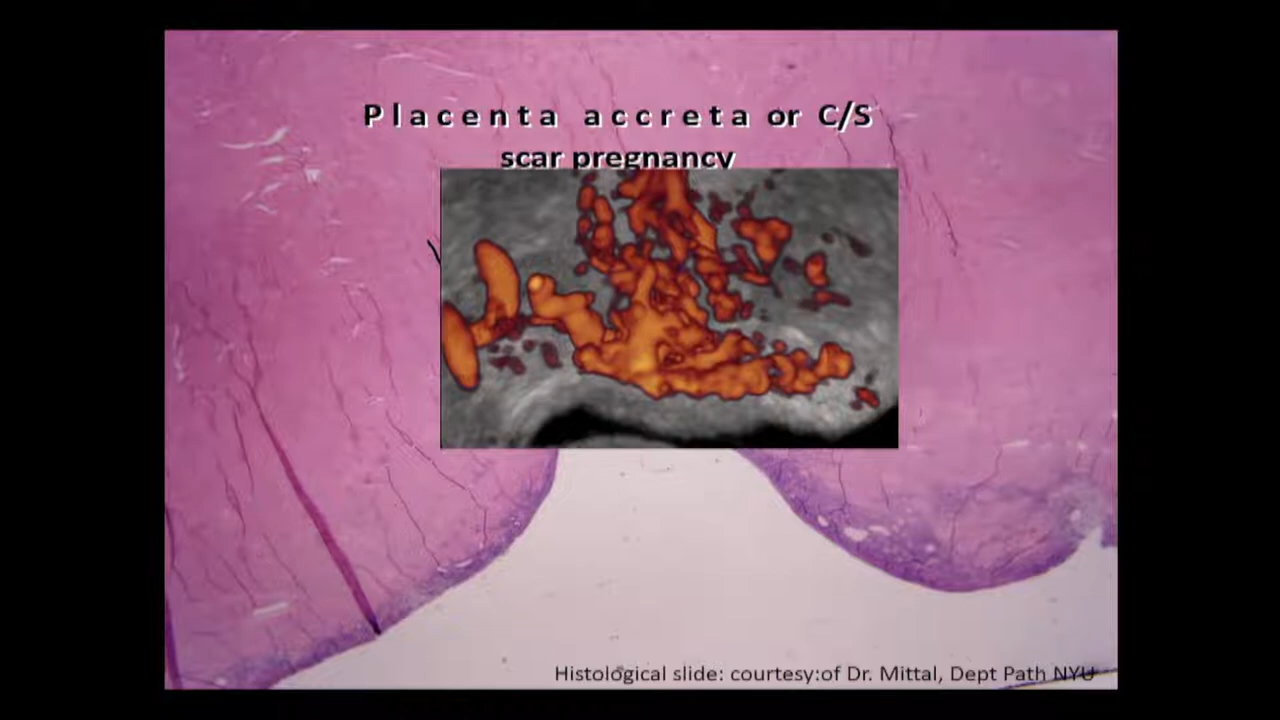 Placenta accreta or C/S
scar pregnancy
Histological slide: courtesy:of Dr. Mittal, Dept Path NYU